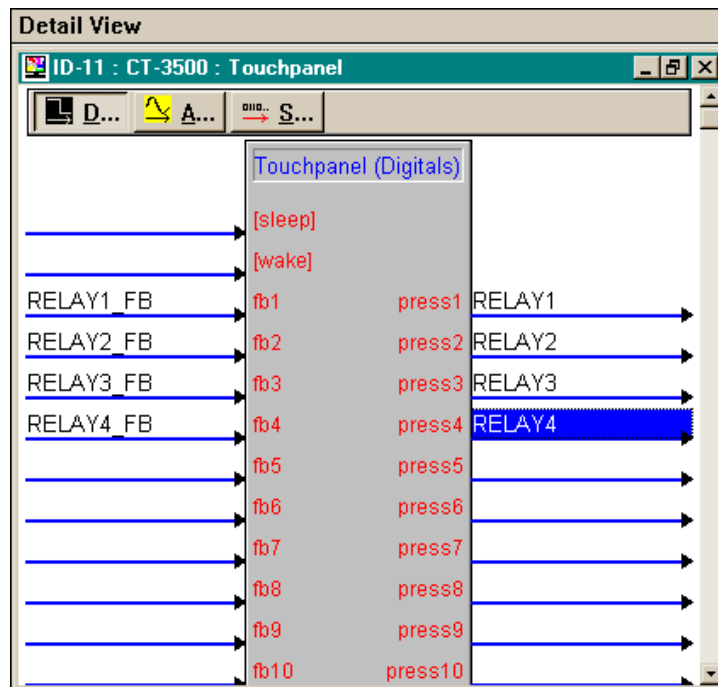 Detail View
ID-11 : CT-3500 : Touchpanel
D... A... S...
Touchpanel (Digitals)
[sleep]
[wake]
RELAY1_FB fb1 press1 RELAY1
RELAY2_FB fb2 press2 RELAY2
RELAY3_FB fb3 press3 RELAY3
RELAY4_FB fb4 press4 RELAY4
fb5 press5
fb6 press6
fb7 press7
fb8 press8
fb9 press9
fb10 press10